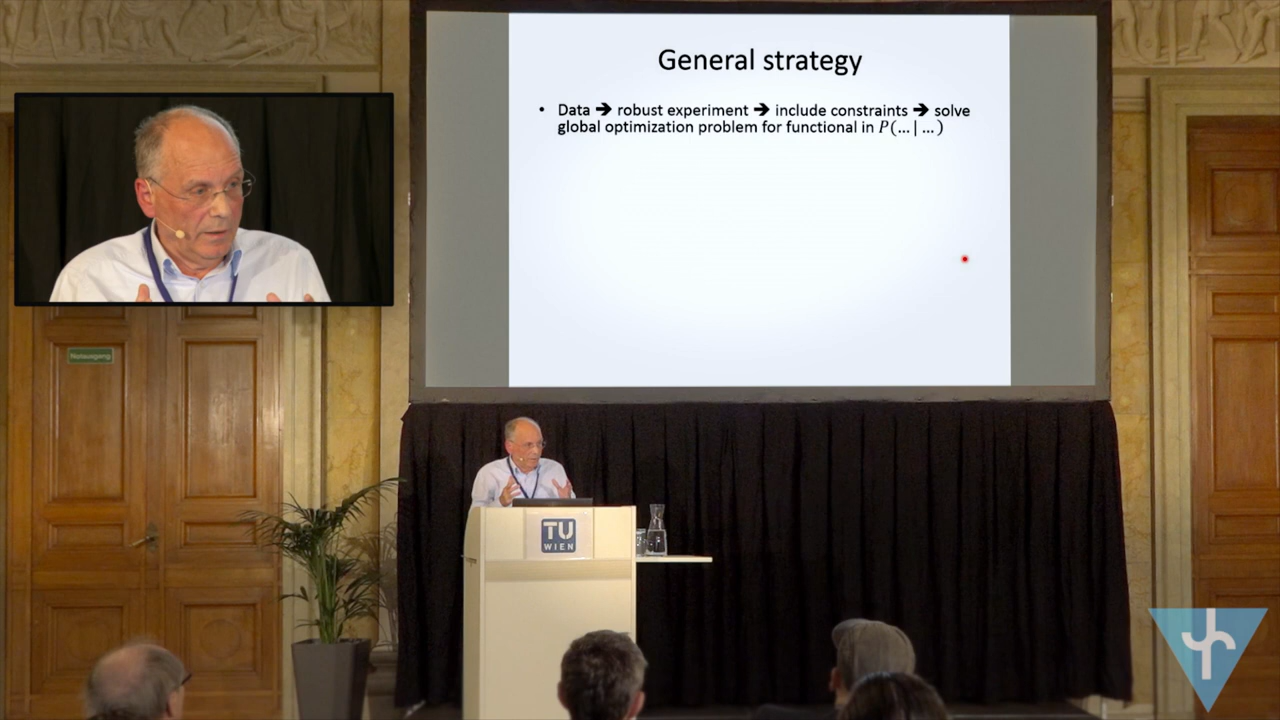 General strategy
• Data ➔ robust experiment ➔ include constraints ➔ solve
global optimization problem for functional in P(… | … )
Notausgang
TU
WIEN